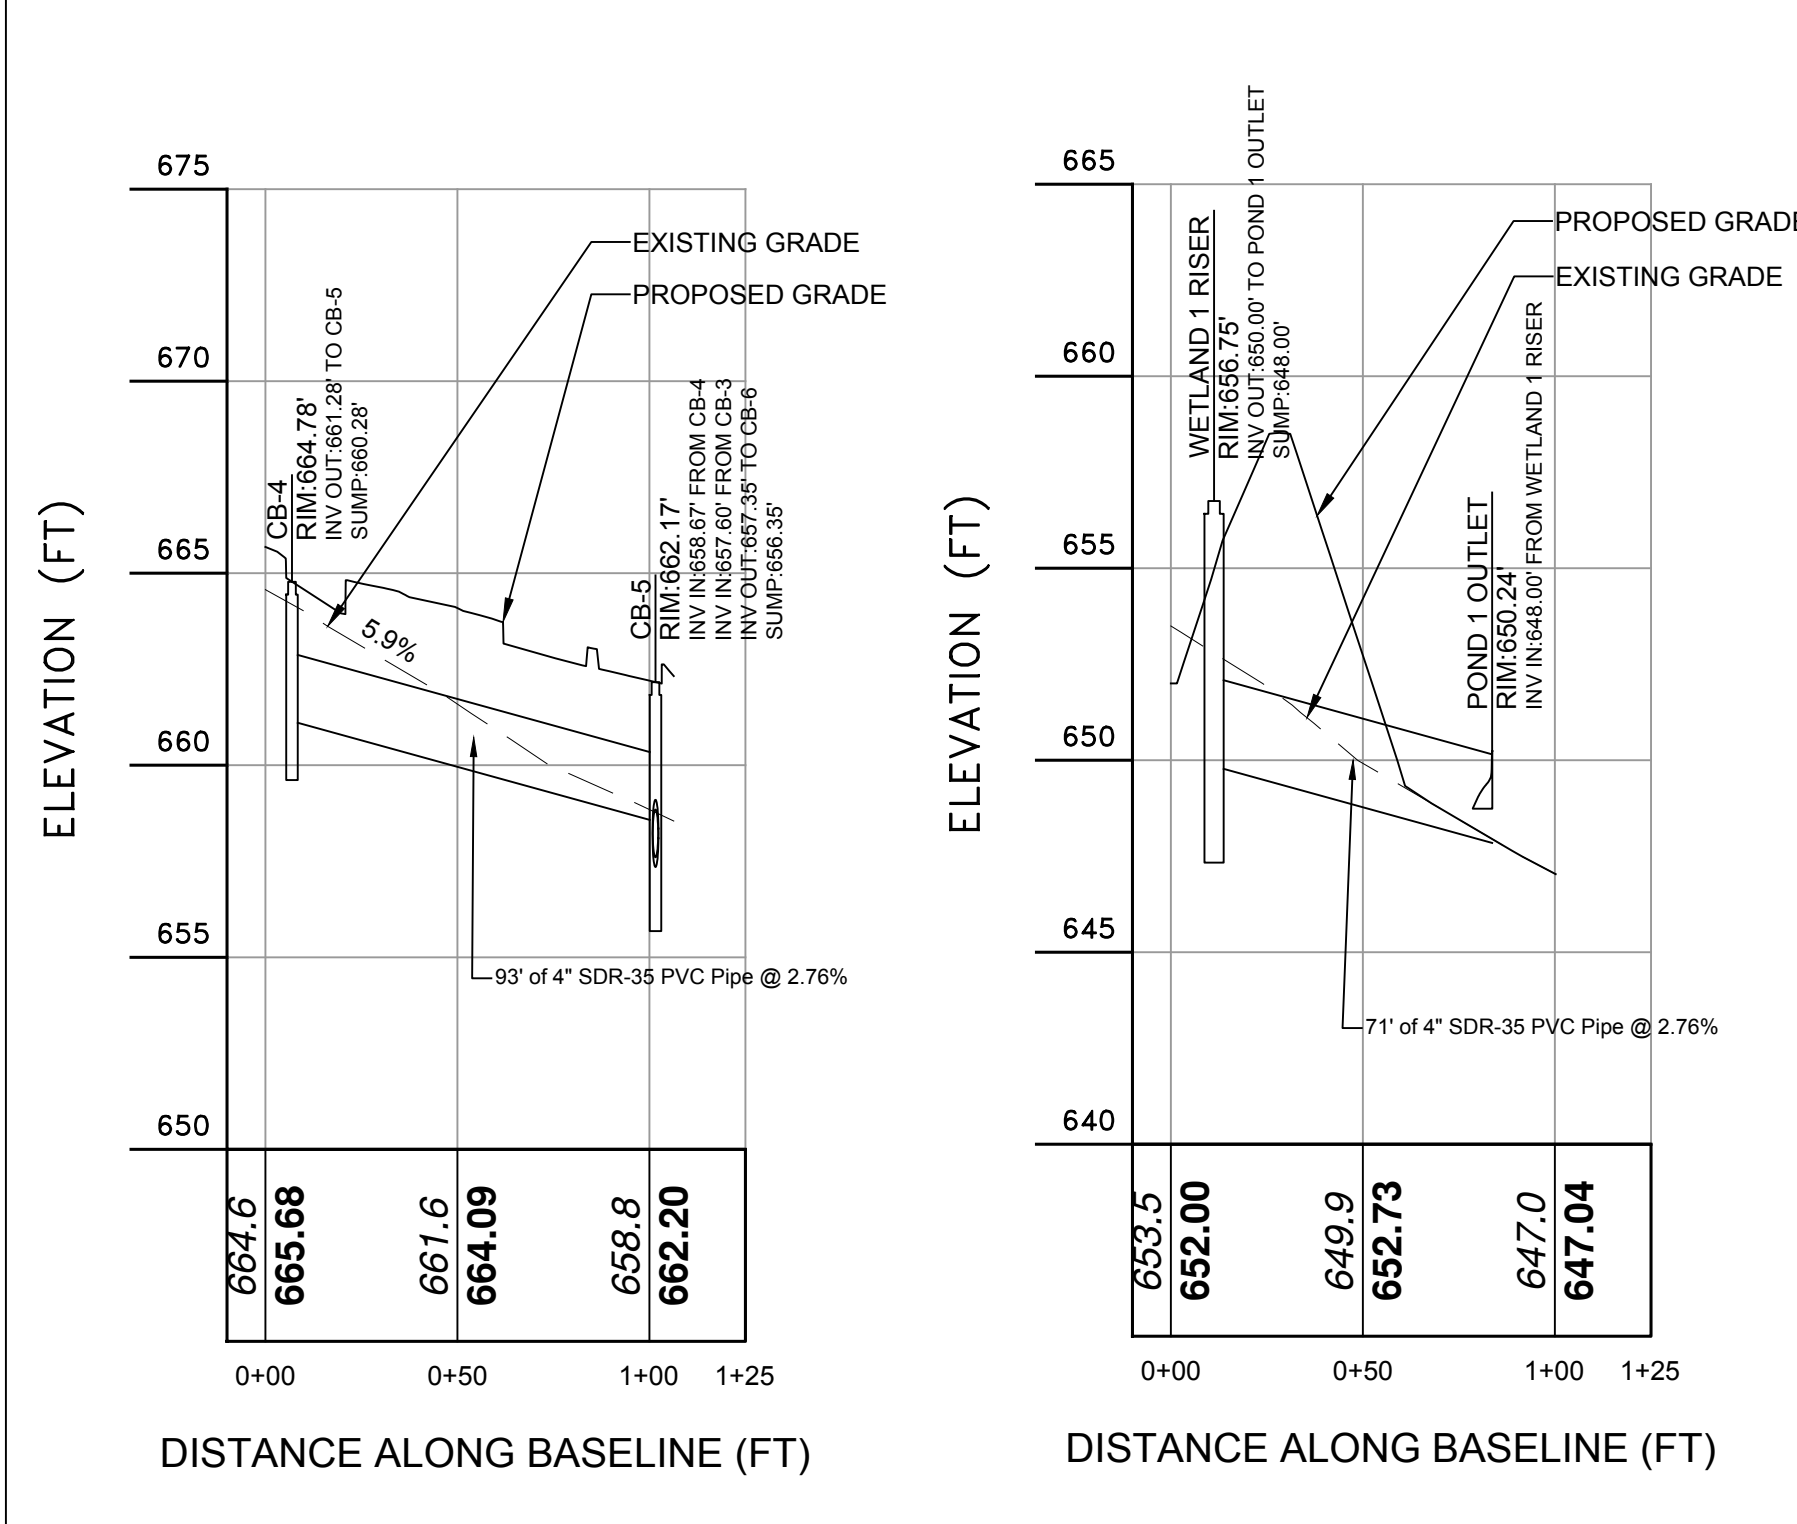 675
670
665
660
655
650
ELEVATION (FT)
EXISTING GRADE
PROPOSED GRADE
CB-4
RIM:664.78'
INV OUT:661.28' TO CB-5
SUMP:660.28'
5.9%
CB-5
RIM:662.17'
INV IN:658.67' FROM CB-4
INV IN:657.60' FROM CB-3
INV OUT:657.35' TO CB-6
SUMP:656.35'
93' of 4" SDR-35 PVC Pipe @ 2.76%
664.6
665.68
661.6
664.09
658.8
662.20
0+00
0+50
1+00
1+25
DISTANCE ALONG BASELINE (FT)
665
660
655
650
645
640
ELEVATION (FT)
PROPOSED GRADE
EXISTING GRADE
WETLAND 1 RISER
RIM:656.75'
INV OUT:650.00' TO POND 1 OUTLET
SUMP:648.00'
POND 1 OUTLET
RIM:650.24'
INV IN:648.00' FROM WETLAND 1 RISER
71' of 4" SDR-35 PVC Pipe @ 2.76%
653.5
652.00
649.9
652.73
647.0
647.04
0+00
0+50
1+00
1+25
DISTANCE ALONG BASELINE (FT)